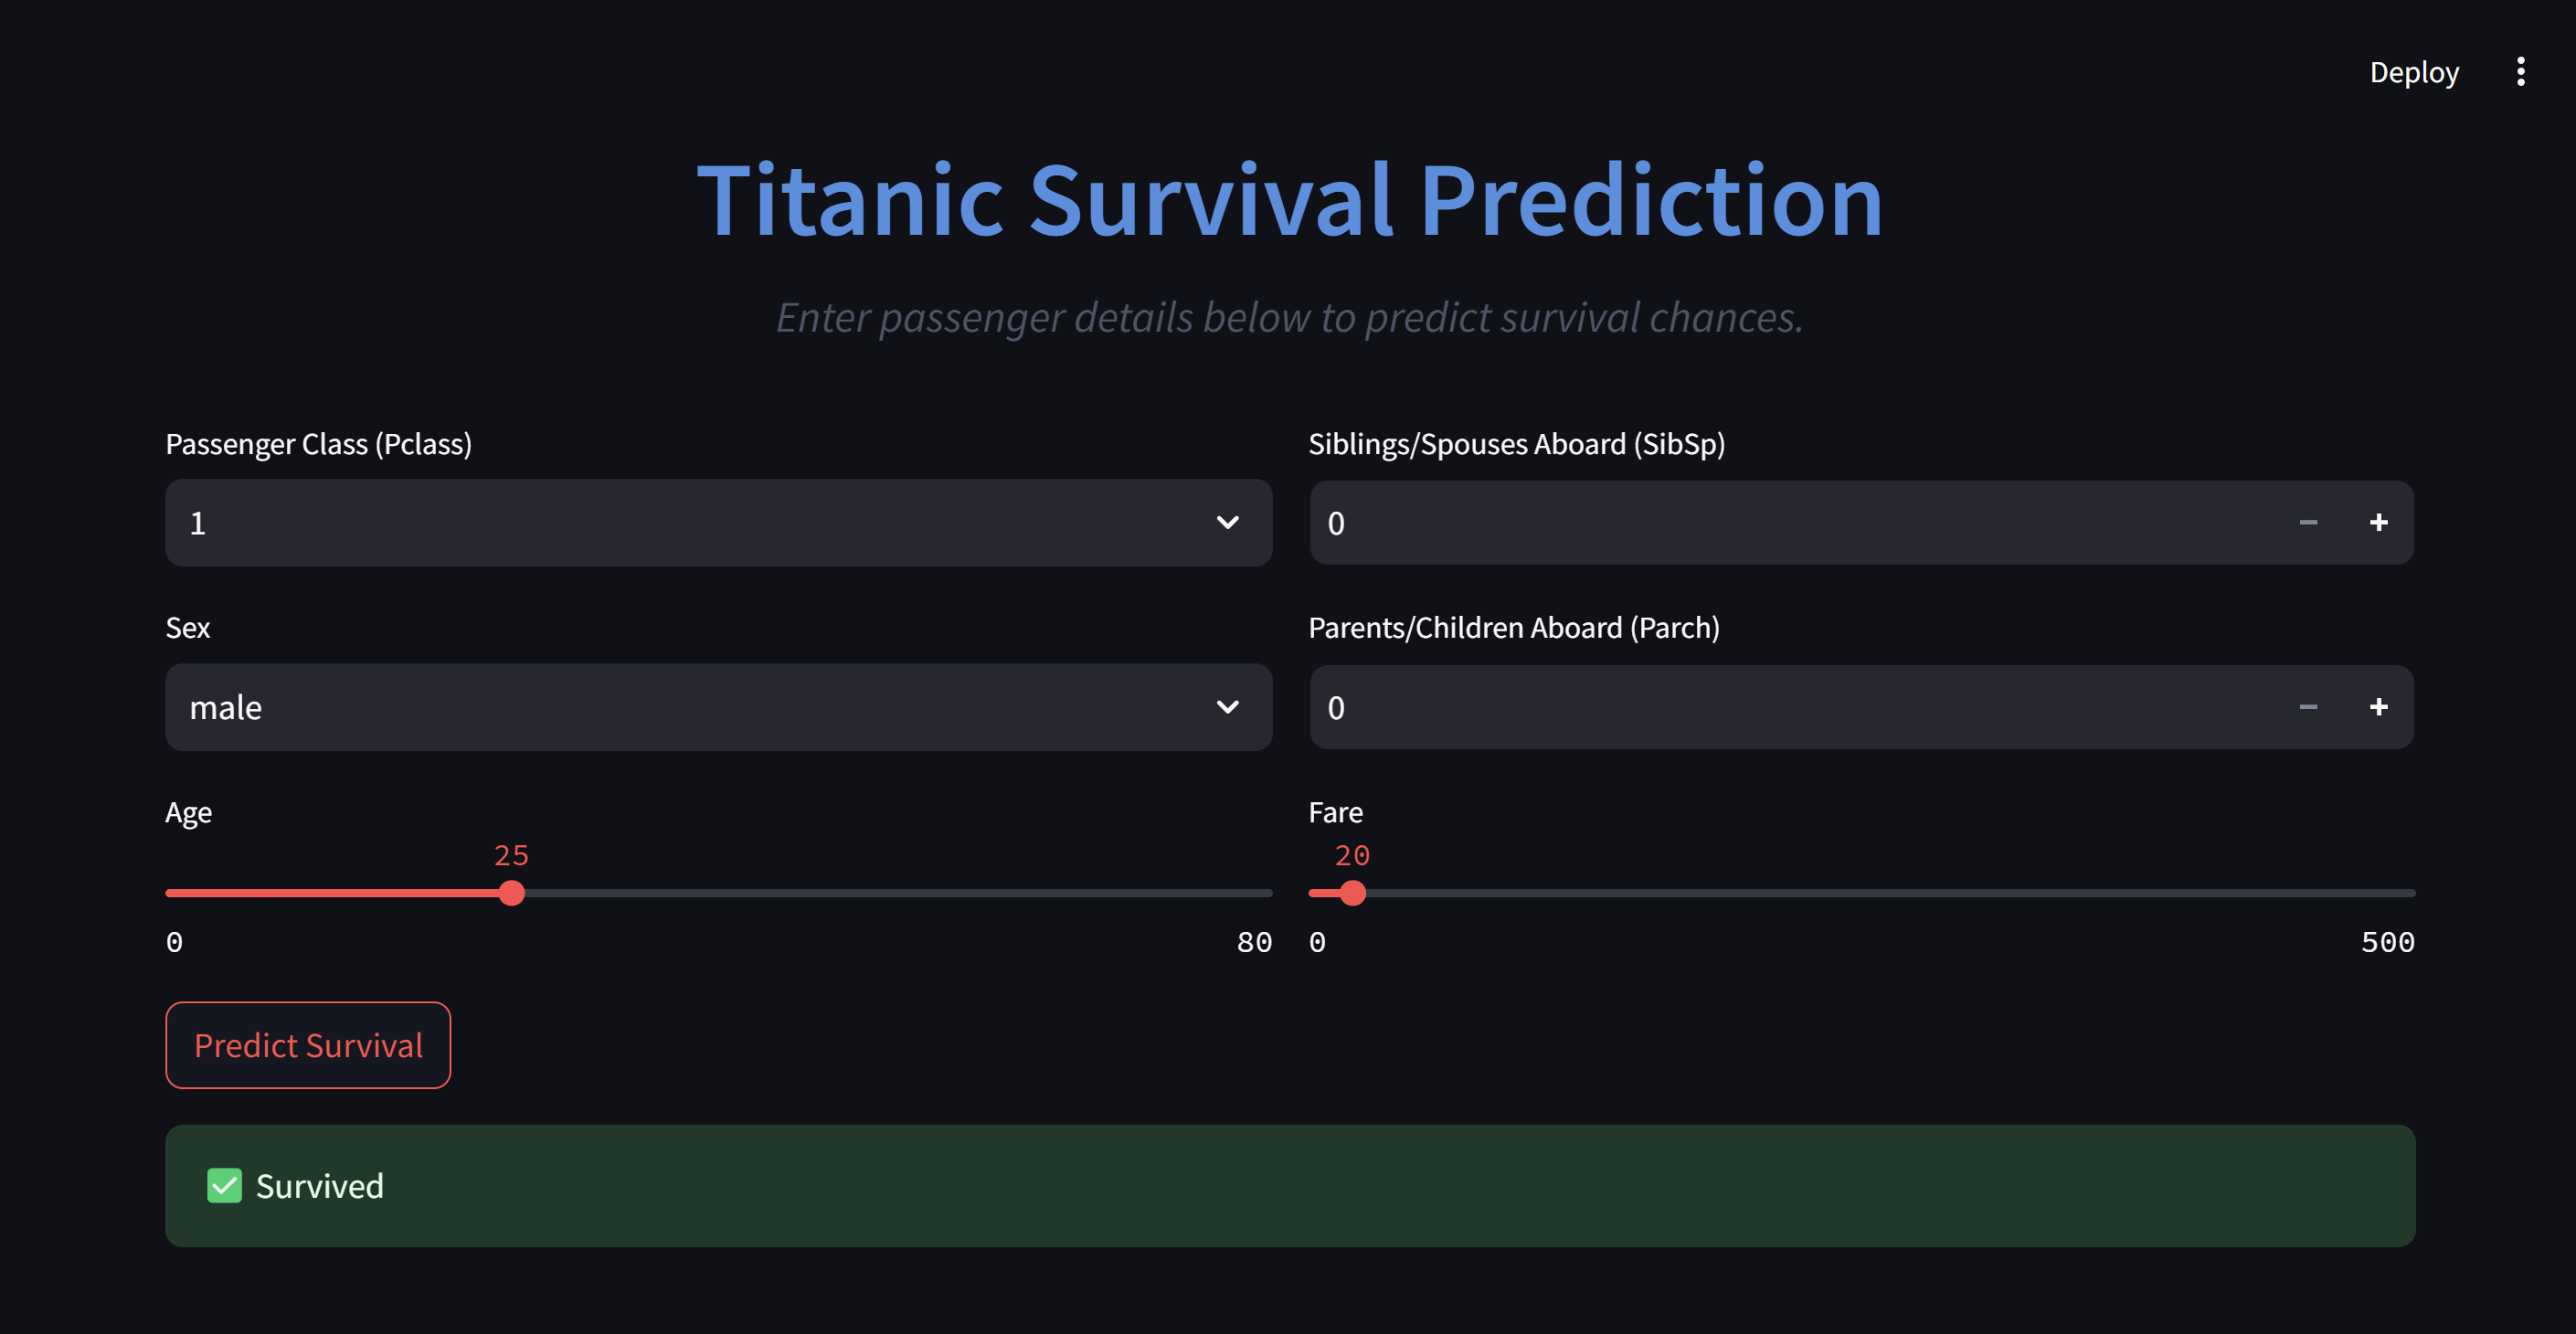 Deploy
Titanic Survival Prediction
Enter passenger details below to predict survival chances.
Passenger Class (Pclass)
1
Siblings/Spouses Aboard (SibSp)
0
Sex
male
Parents/Children Aboard (Parch)
0
Age
25
0 80
Fare
20
0 500
Predict Survival
Survived